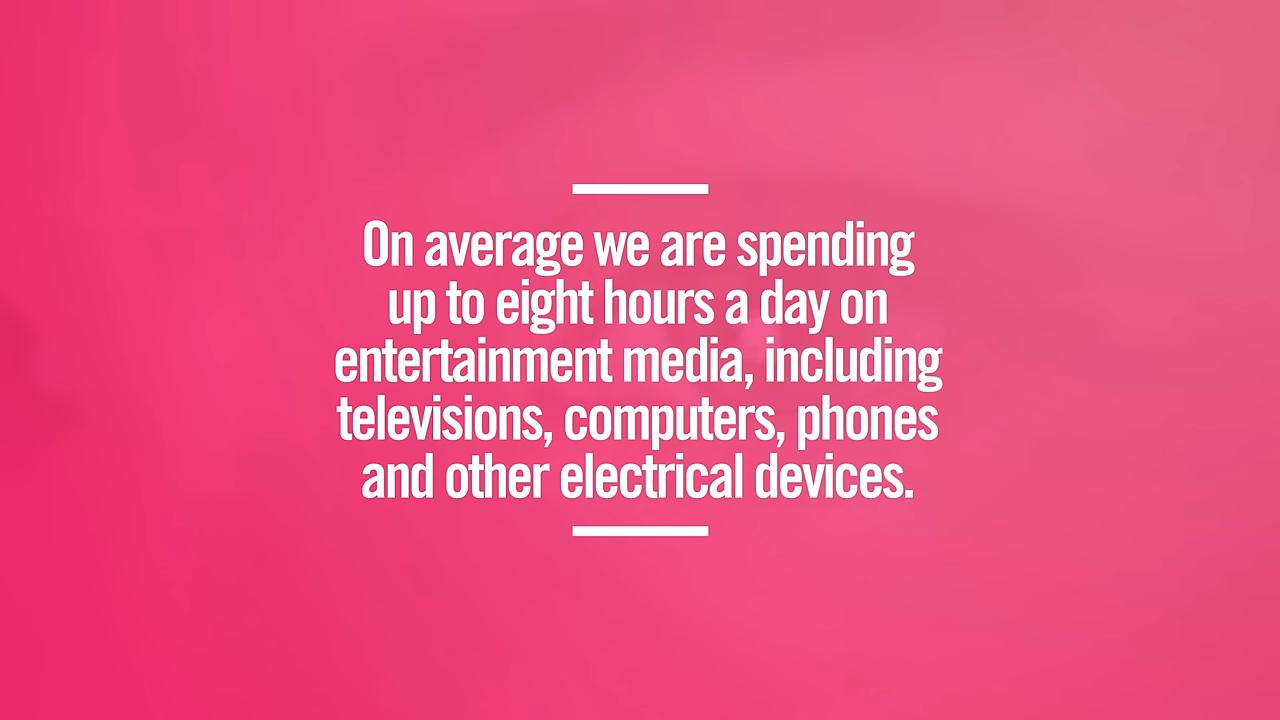 On average we are spending
up to eight hours a day on
entertainment media, including
televisions, computers, phones
and other electrical devices.